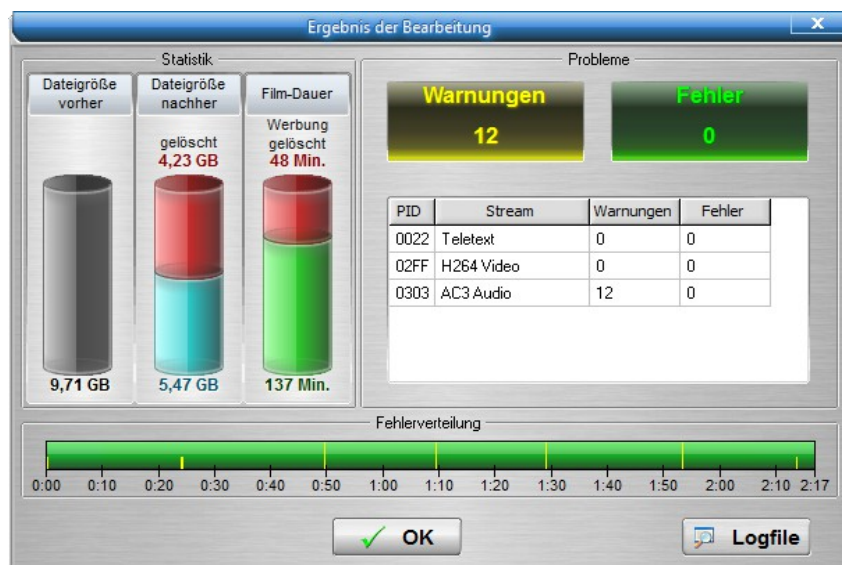 Ergebnis der Bearbeitung
X
Statistik
Dateigröße vorher
Dateigröße nachher
Film-Dauer
gelöscht
4,23 GB
Werbung gelöscht
48 Min.
9,71 GB
5,47 GB
137 Min.
Probleme
Warnungen
12
Fehler
0
PID Stream Warnungen Fehler
0022 Teletext 0 0
02FF H264 Video 0 0
0303 AC3 Audio 12 0
Fehlerverteilung
0:00 0:10 0:20 0:30 0:40 0:50 1:00 1:10 1:20 1:30 1:40 1:50 2:00 2:10 2:17
OK
Logfile